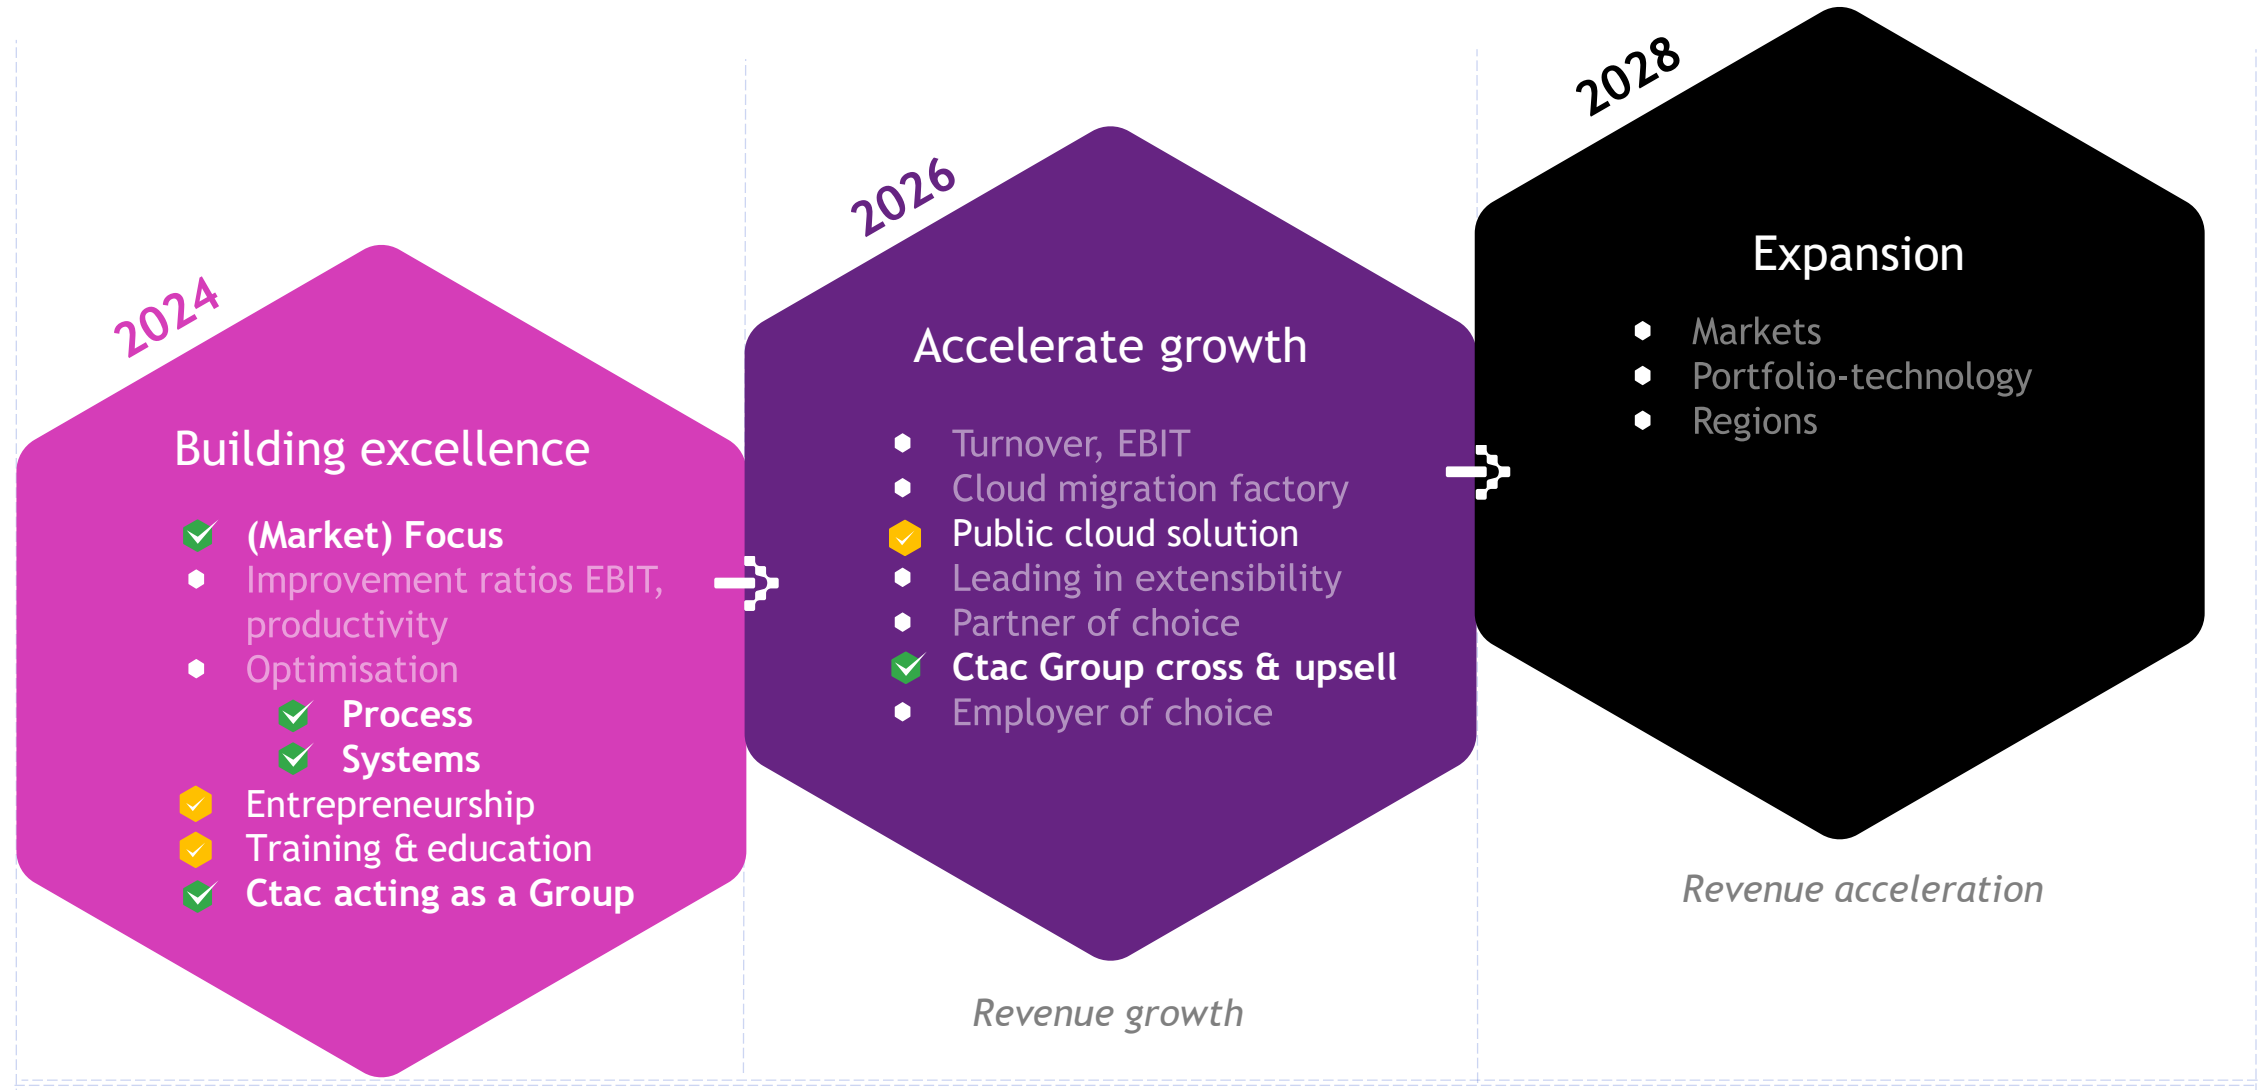 2024
Building excellence
(Market) Focus
Improvement ratios EBIT,
productivity
Optimisation
Process
Systems
Entrepreneurship
Training & education
Ctac acting as a Group
2026
Accelerate growth
Turnover, EBIT
Cloud migration factory
Public cloud solution
Leading in extensibility
Partner of choice
Ctac Group cross & upsell
Employer of choice
Revenue growth
2028
Expansion
Markets
Portfolio-technology
Regions
Revenue acceleration